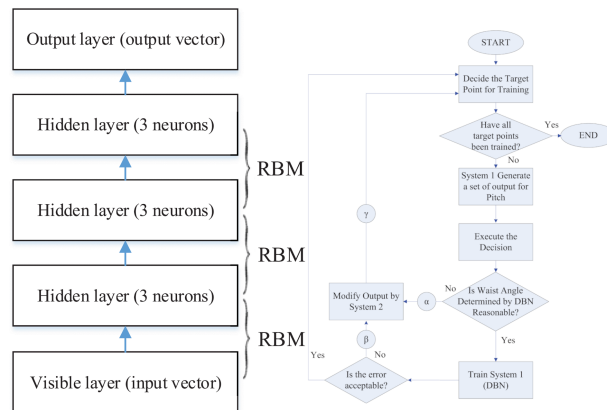 Output layer (output vector)
Hidden layer (3 neurons)
Hidden layer (3 neurons)
Hidden layer (3 neurons)
Visible layer (input vector)
RBM
RBM
RBM
START
Decide the Target
Point for Training
Have all
target points
been trained?
Yes
END
No
System 1 Generate
a set of output for
Pitch
γ
Execute the
Decision
Is Waist Angle
Determined by DBN
Reasonable?
No
α
Modify Output by
System 2
β
Yes
No
Yes
Is the error
acceptable?
Train System 1
(DBN)